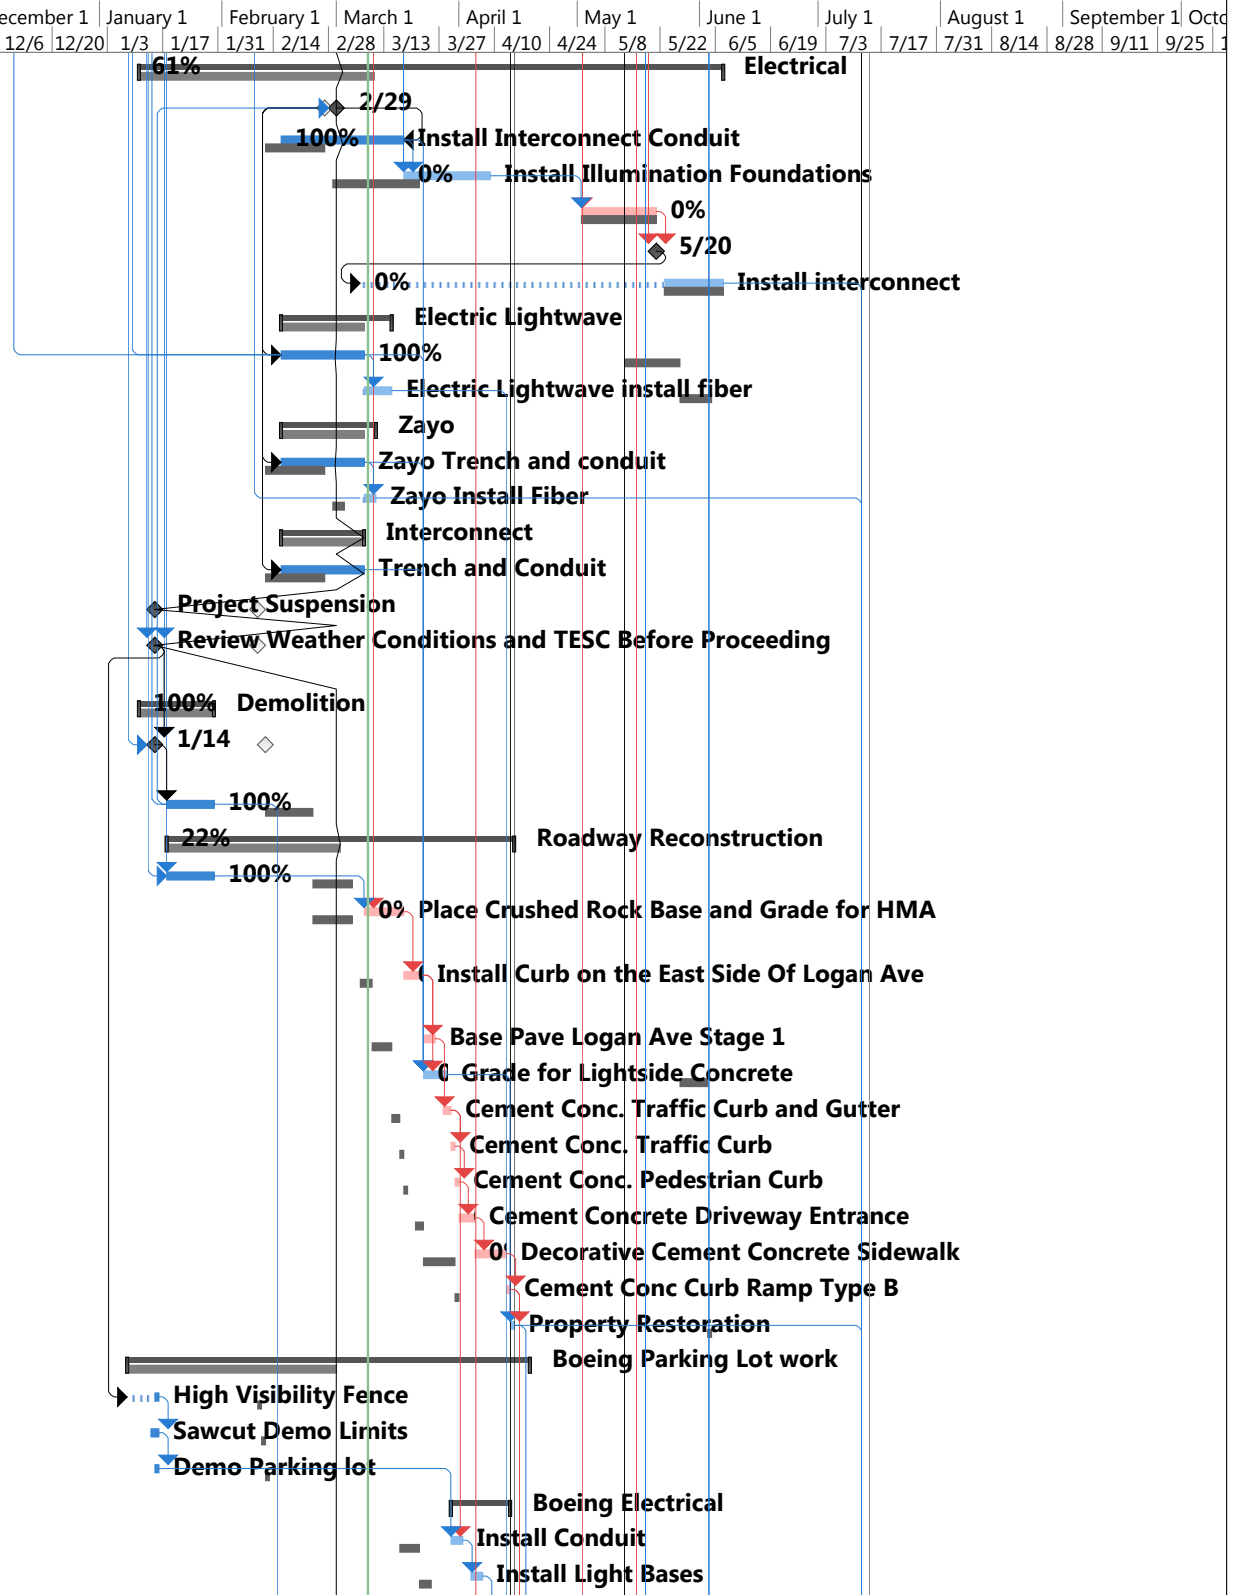 ecember 1 January 1 February 1 March 1 April 1 May 1 June 1 July 1 August 1 September 1 Octo
12/6 12/20 1/3 1/17 1/31 2/14 2/28 3/13 3/27 4/10 4/24 5/8 5/22 6/5 6/19 7/3 7/17 7/31 8/14 8/28 9/11 9/25 1
61% Electrical
2/29
100% Install Interconnect Conduit
0% Install Illumination Foundations
0%
5/20
0% Install interconnect
Electric Lightwave
100%
Electric Lightwave install fiber
Zayo
Zayo Trench and conduit
Zayo Install Fiber
Interconnect
Trench and Conduit
Project Suspension
Review Weather Conditions and TESC Before Proceeding
100% Demolition
1/14
100%
22% Roadway Reconstruction
100%
0% Place Crushed Rock Base and Grade for HMA
Install Curb on the East Side Of Logan Ave
Base Pave Logan Ave Stage 1
0 Grade for Lightside Concrete
Cement Conc. Traffic Curb and Gutter
Cement Conc. Traffic Curb
Cement Conc. Pedestrian Curb
Cement Concrete Driveway Entrance
0% Decorative Cement Concrete Sidewalk
Cement Conc Curb Ramp Type B
Property Restoration
Boeing Parking Lot work
High Visibility Fence
Sawcut Demo Limits
Demo Parking lot
Boeing Electrical
Install Conduit
Install Light Bases